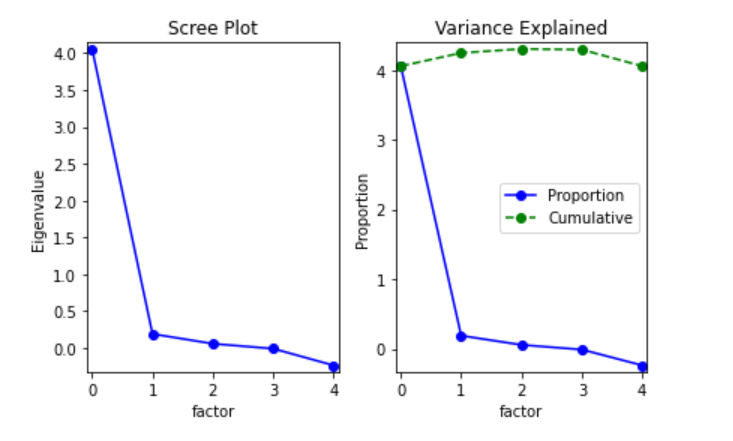 Scree Plot
4.0
3.5
3.0
2.5
2.0
1.5
1.0
0.5
0.0
Eigenvalue
0 1 2 3 4
factor
Variance Explained
4
3
2
1
0
Proportion
Proportion
Cumulative
0 1 2 3 4
factor